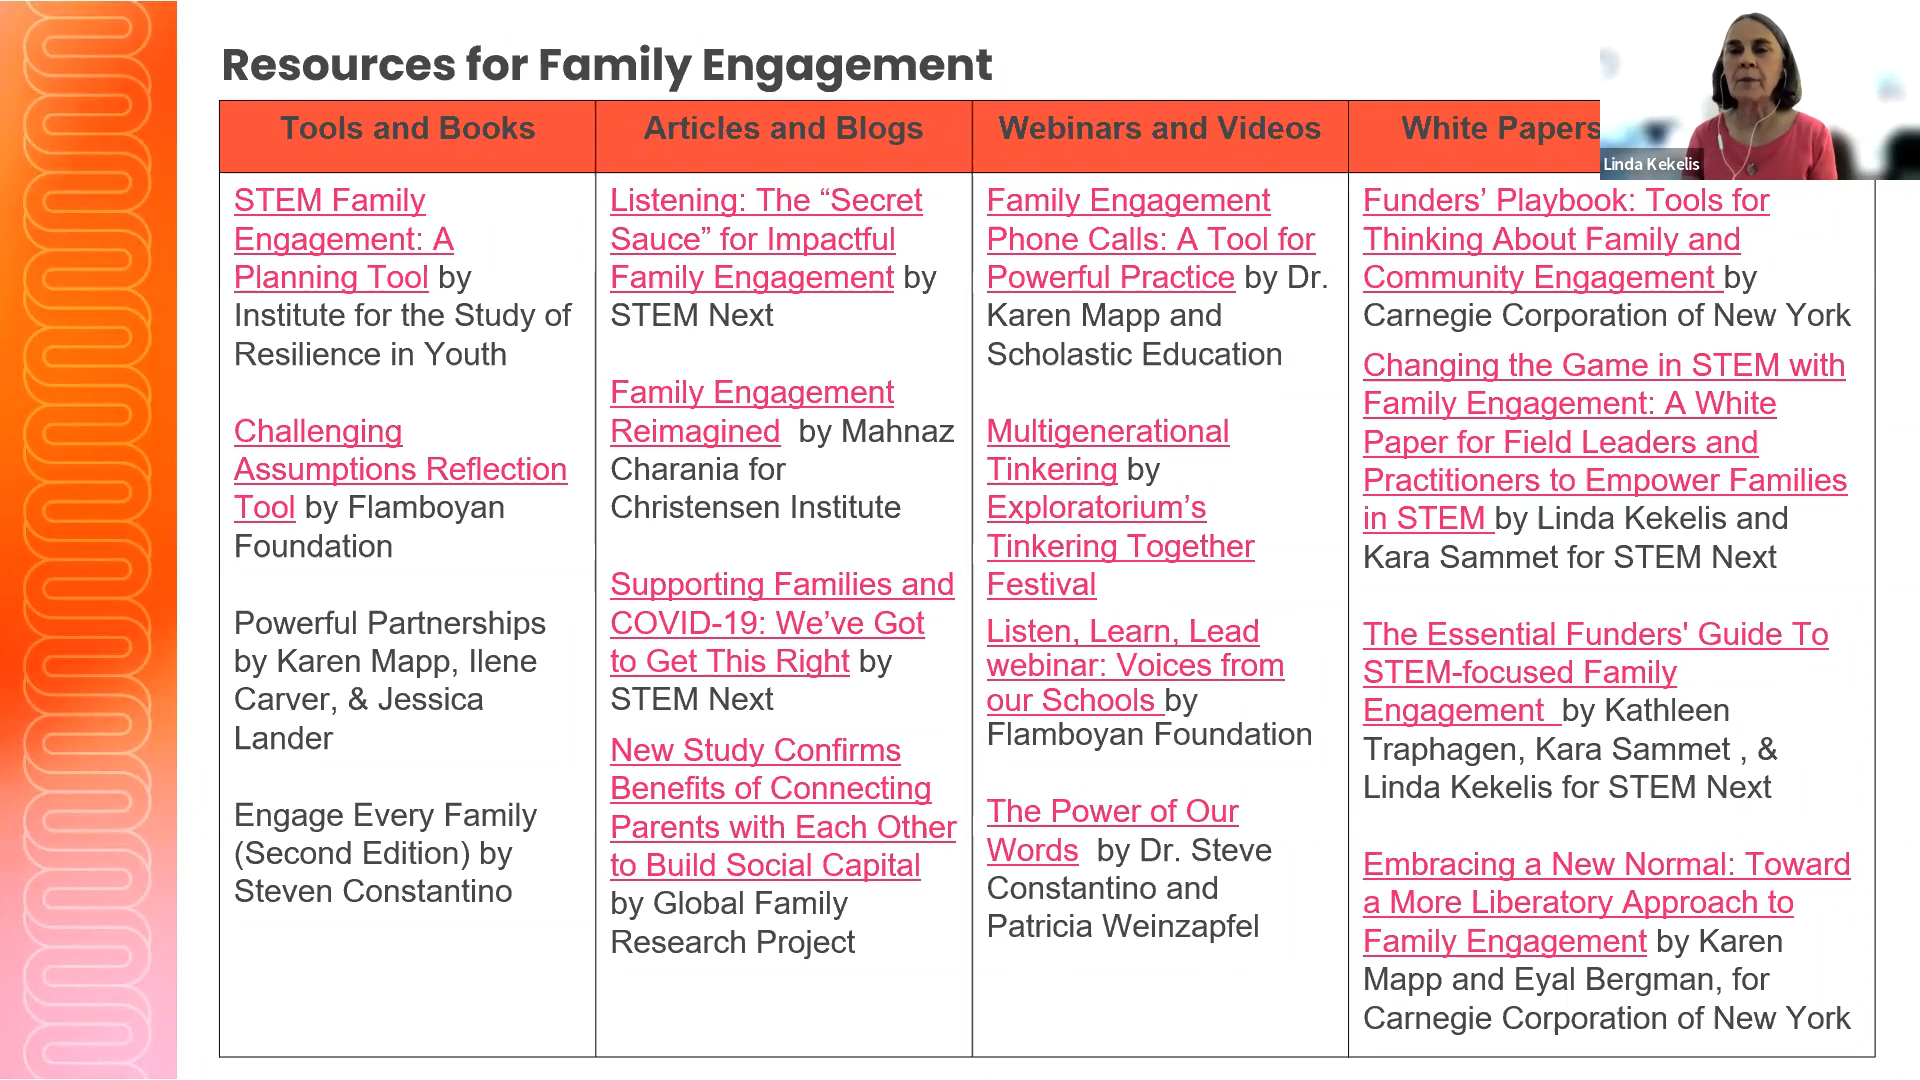 Resources for Family Engagement
Linda Kekelis
Tools and Books
STEM Family
Engagement: A
Planning Tool by
Institute for the Study of
Resilience in Youth
Challenging
Assumptions Reflection
Tool by Flamboyan
Foundation
Powerful Partnerships
by Karen Mapp, Ilene
Carver, & Jessica
Lander
Engage Every Family
(Second Edition) by
Steven Constantino
Articles and Blogs
Listening: The “Secret
Sauce” for Impactful
Family Engagement by
STEM Next
Family Engagement
Reimagined by Mahnaz
Charania for
Christensen Institute
Supporting Families and
COVID-19: We’ve Got
to Get This Right by
STEM Next
New Study Confirms
Benefits of Connecting
Parents with Each Other
to Build Social Capital
by Global Family
Research Project
Webinars and Videos
Family Engagement
Phone Calls: A Tool for
Powerful Practice by Dr.
Karen Mapp and
Scholastic Education
Multigenerational
Tinkering by
Exploratorium’s
Tinkering Together
Festival
Listen, Learn, Lead
webinar: Voices from
our Schools by
Flamboyan Foundation
The Power of Our
Words by Dr. Steve
Constantino and
Patricia Weinzapfel
White Papers
Funders’ Playbook: Tools for
Thinking About Family and
Community Engagement by
Carnegie Corporation of New York
Changing the Game in STEM with
Family Engagement: A White
Paper for Field Leaders and
Practitioners to Empower Families
in STEM by Linda Kekelis and
Kara Sammet for STEM Next
The Essential Funders' Guide To
STEM-focused Family
Engagement by Kathleen
Traphagen, Kara Sammet , &
Linda Kekelis for STEM Next
Embracing a New Normal: Toward
a More Liberatory Approach to
Family Engagement by Karen
Mapp and Eyal Bergman, for
Carnegie Corporation of New York